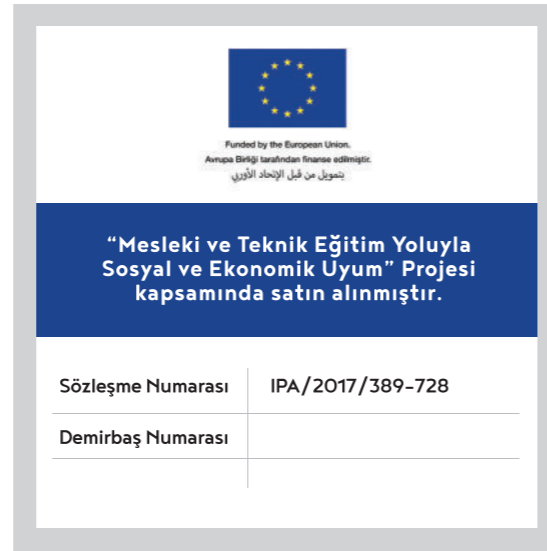 Funded by the European Union.
Avrupa Birliği tarafından finanse edilmiştir.
بتمويل من قبل الإتحاد الأوربي
“Mesleki ve Teknik Eğitim Yoluyla
Sosyal ve Ekonomik Uyum” Projesi
kapsamında satın alınmıştır.
Sözleşme Numarası IPA/2017/389-728
Demirbaş Numarası